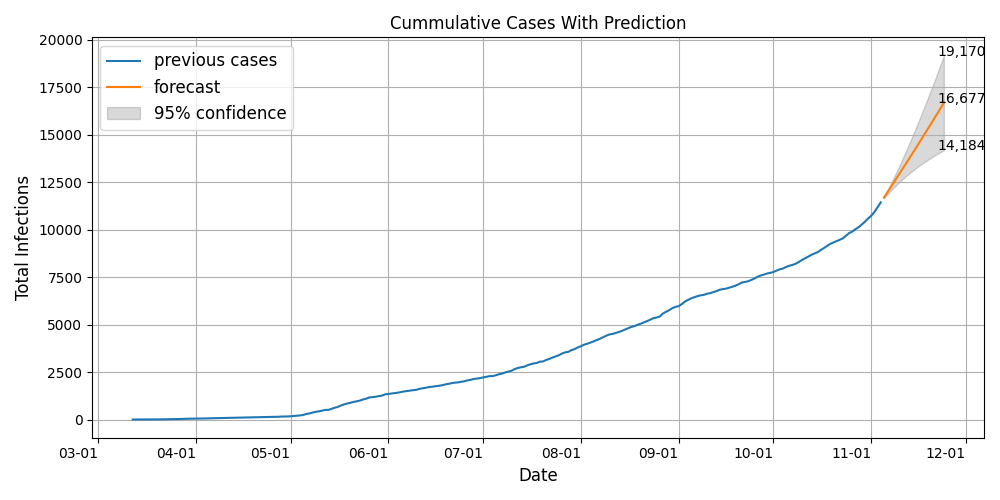 Cummulative Cases With Prediction
previous cases
forecast
95% confidence
20000
17500
15000
12500
10000
7500
5000
2500
0
Total Infections
19,170
16,677
14,184
03-01 04-01 05-01 06-01 07-01 08-01 09-01 10-01 11-01 12-01
Date